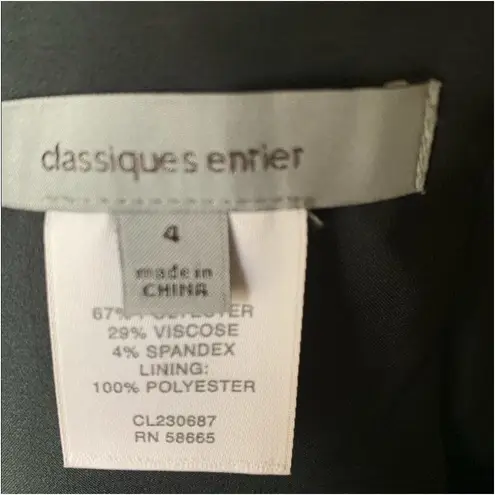 classiques entier
4
made in
CHINA
67% POLYESTER
29% VISCOSE
4% SPANDEX
LINING:
100% POLYESTER
CL230687
RN 58665